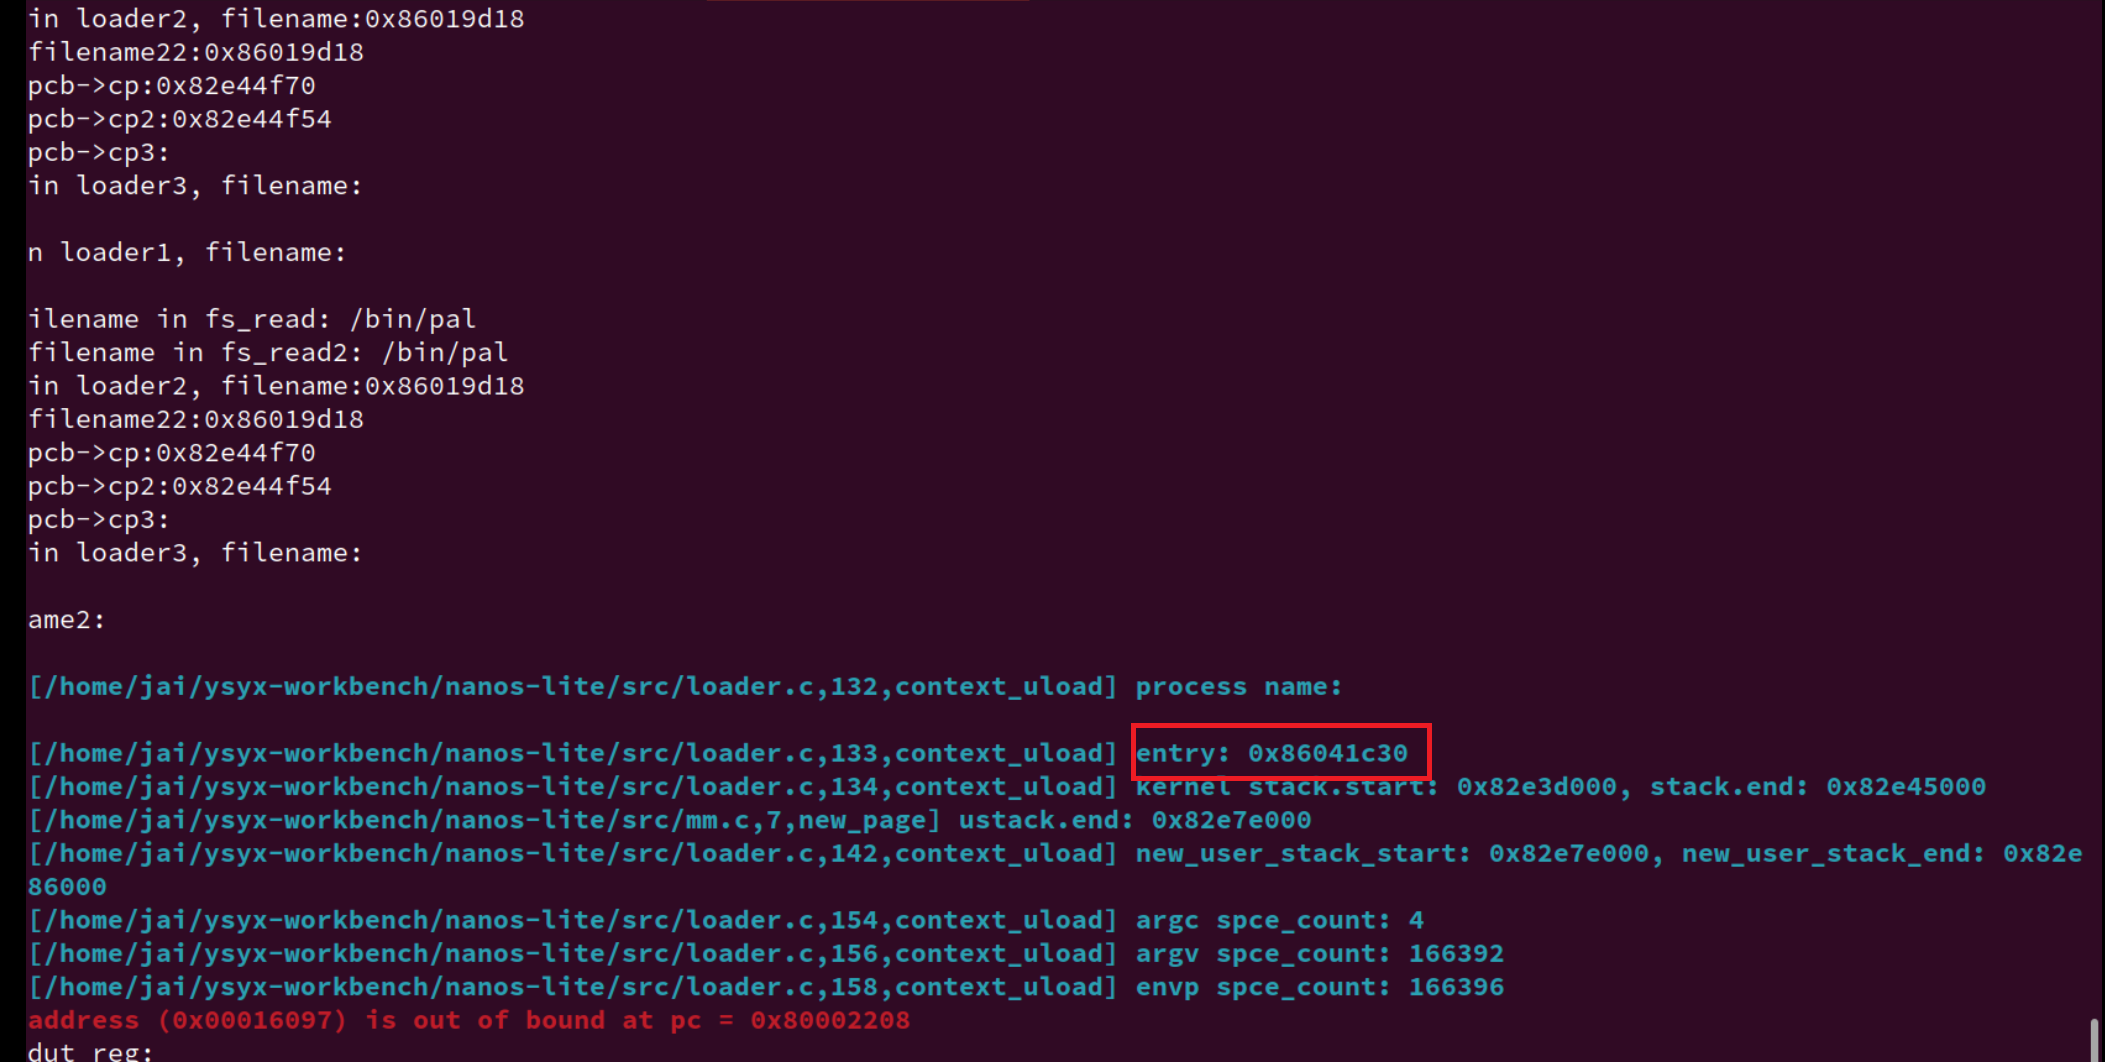 in loader2, filename:0x86019d18
filename22:0x86019d18
pcb->cp:0x82e44f70
pcb->cp2:0x82e44f54
pcb->cp3:
in loader3, filename:
n loader1, filename:
ilename in fs_read: /bin/pal
filename in fs_read2: /bin/pal
in loader2, filename:0x86019d18
filename22:0x86019d18
pcb->cp:0x82e44f70
pcb->cp2:0x82e44f54
pcb->cp3:
in loader3, filename:
ame2:
[/home/jai/ysyx-workbench/nanos-lite/src/loader.c,132,context_uload] process name:
[/home/jai/ysyx-workbench/nanos-lite/src/loader.c,133,context_uload] entry: 0x86041c30
[/home/jai/ysyx-workbench/nanos-lite/src/loader.c,134,context_uload] kernel stack.start: 0x82e3d000, stack.end: 0x82e45000
[/home/jai/ysyx-workbench/nanos-lite/src/mm.c,7,new_page] ustack.end: 0x82e7e000
[/home/jai/ysyx-workbench/nanos-lite/src/loader.c,142,context_uload] new_user_stack_start: 0x82e7e000, new_user_stack_end: 0x82e
86000
[/home/jai/ysyx-workbench/nanos-lite/src/loader.c,154,context_uload] argc spce_count: 4
[/home/jai/ysyx-workbench/nanos-lite/src/loader.c,156,context_uload] argv spce_count: 166392
[/home/jai/ysyx-workbench/nanos-lite/src/loader.c,158,context_uload] envp spce_count: 166396
address (0x00016097) is out of bound at pc = 0x80002208
dut reg: